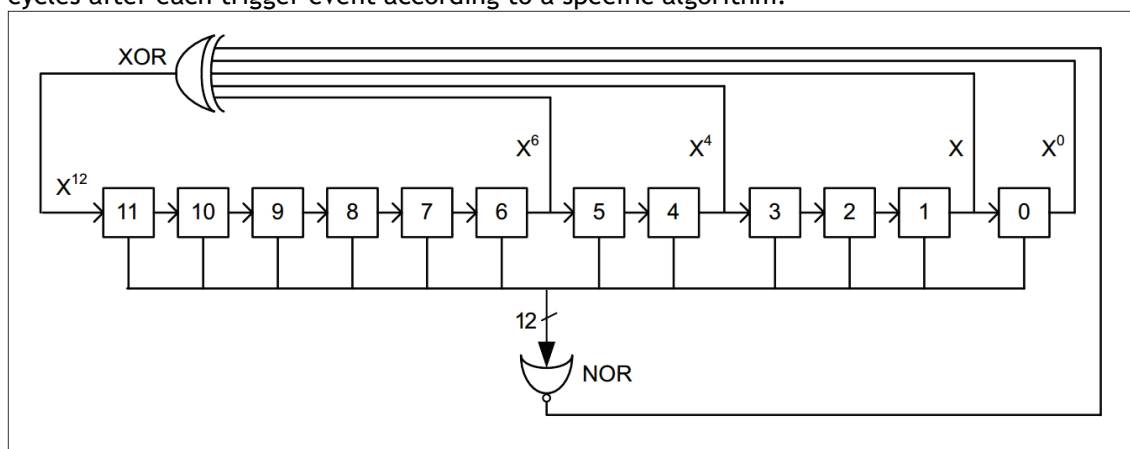 cycles after each trigger event according to a specific algorithm.
XOR
X⁶ X⁴ X X⁰
X¹²
11 10 9 8 7 6 5 4 3 2 1 0
12
NOR